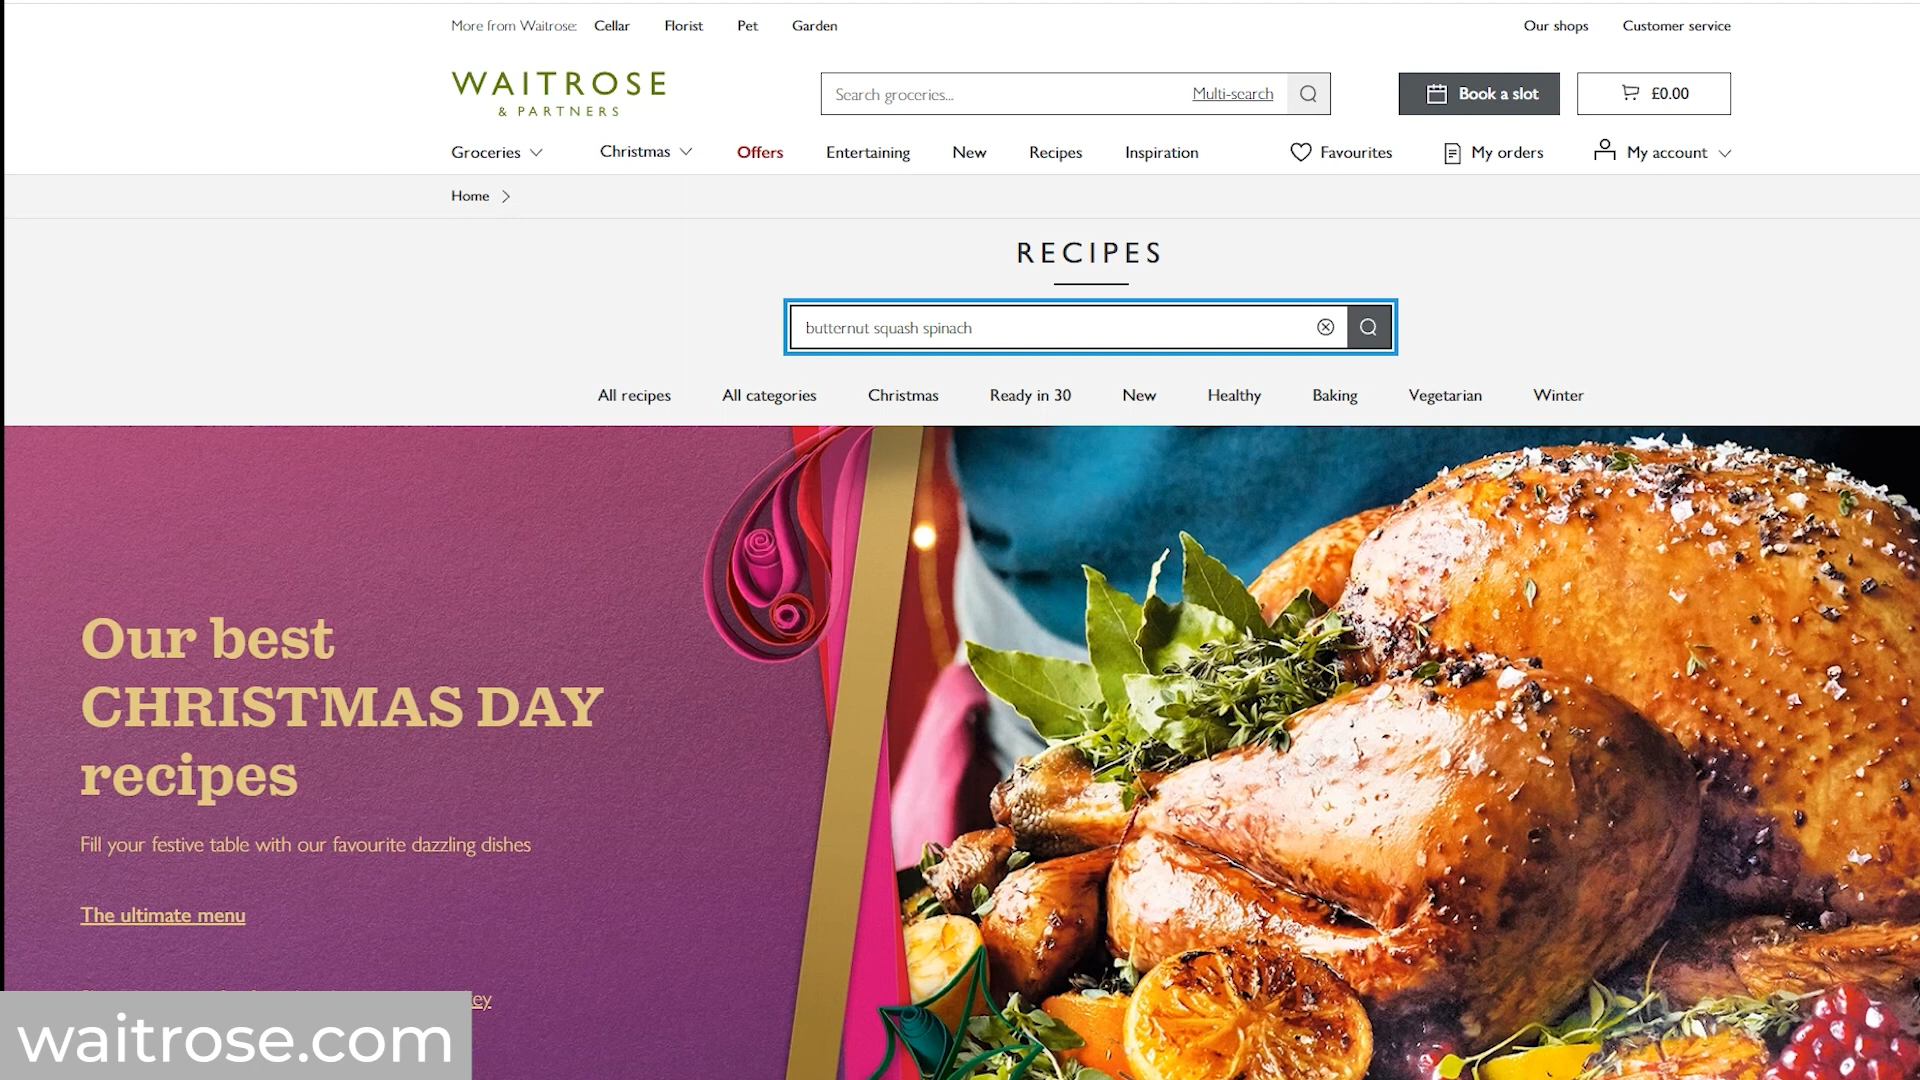 More from Waitrose: Cellar Florist Pet Garden Our shops Customer service
WAITROSE
& PARTNERS
Search groceries... Multi-search
Book a slot
£0.00
Groceries Christmas Offers Entertaining New Recipes Inspiration Favourites My orders My account
Home
RECIPES
butternut squash spinach
All recipes All categories Christmas Ready in 30 New Healthy Baking Vegetarian Winter
Our best
CHRISTMAS DAY
recipes
Fill your festive table with our favourite dazzling dishes
The ultimate menu
waitrose.com